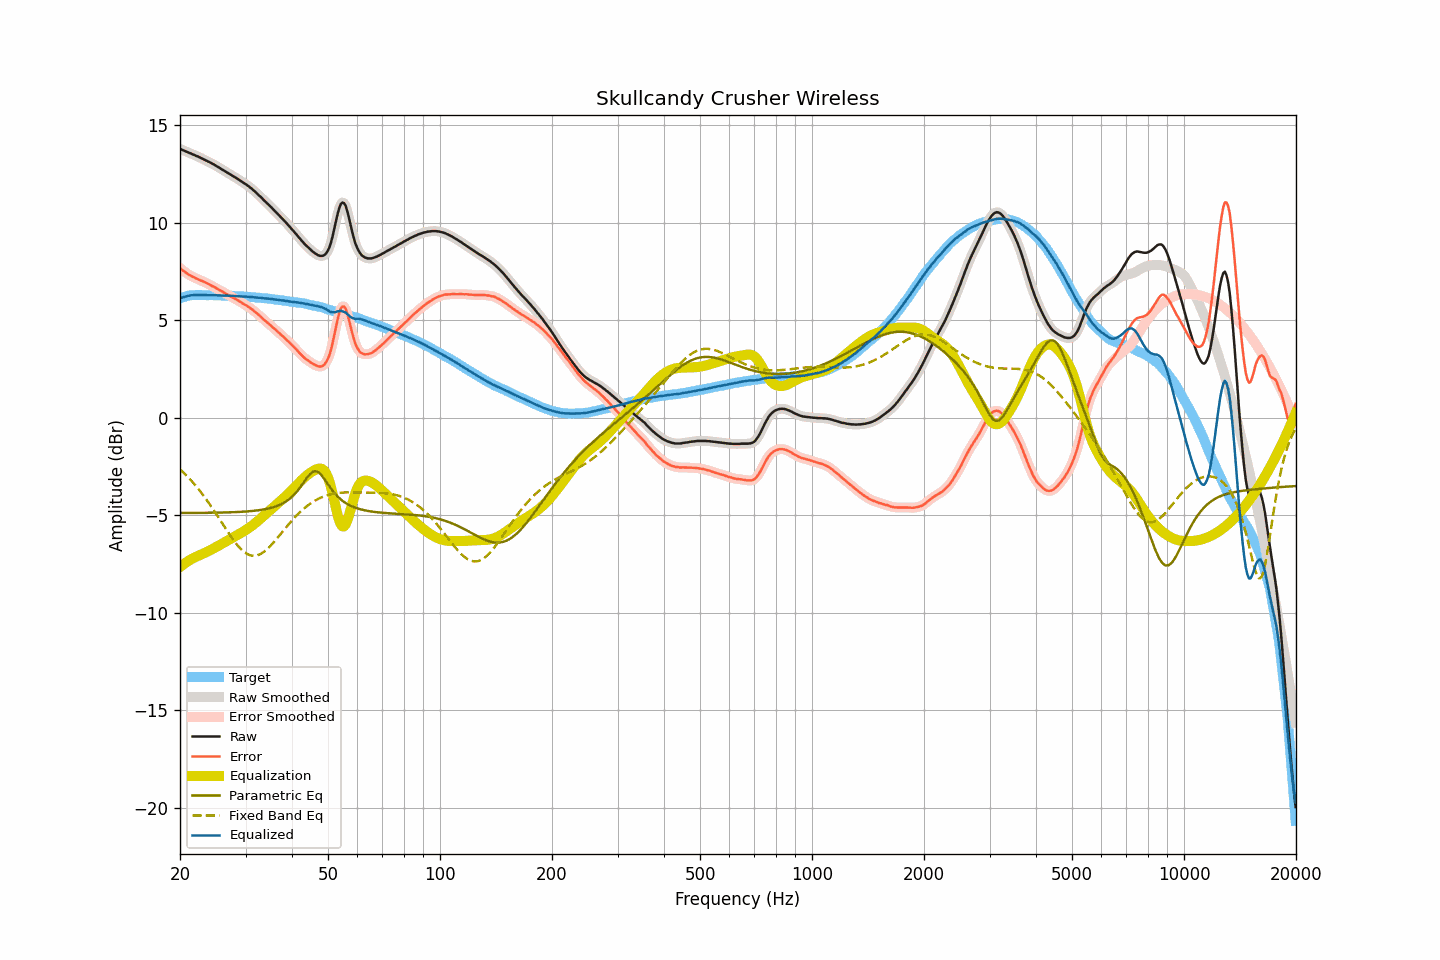 Skullcandy Crusher Wireless
15
10
5
0
−5
−10
−15
−20
Amplitude (dBr)
Target
Raw Smoothed
Error Smoothed
Raw
Error
Equalization
Parametric Eq
Fixed Band Eq
Equalized
20 50 100 200 500 1000 2000 5000 10000 20000
Frequency (Hz)